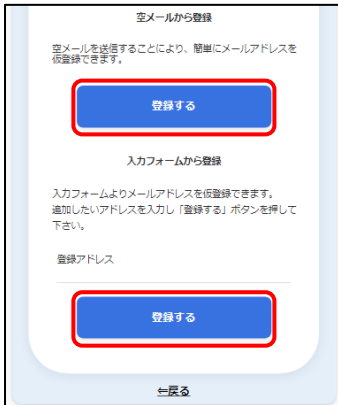 空メールから登録
空メールを送信することにより、簡単にメールアドレスを
仮登録できます。
登録する
入力フォームから登録
入力フォームよりメールアドレスを仮登録できます。
追加したいアドレスを入力し「登録する」ボタンを押して
下さい。
登録アドレス
登録する
⇐戻る